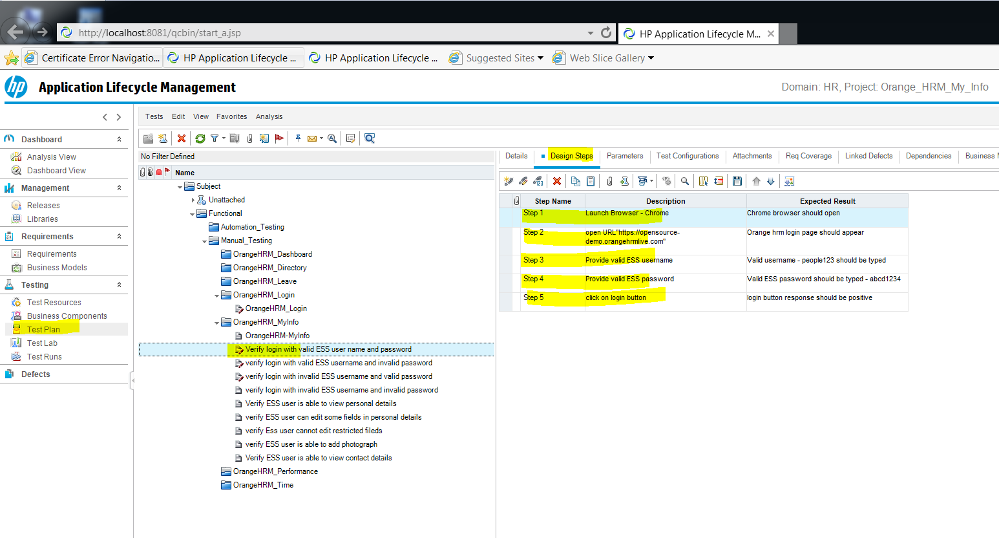 http://localhost:8081/qcbin/start_a.jsp
HP Application Lifecycle M...
Certificate Error Navigatio...
HP Application Lifecycle ...
HP Application Lifecycle ...
Suggested Sites
Web Slice Gallery
hp
Application Lifecycle Management
Domain: HR, Project: Orange_HRM_My_Info
Dashboard
Analysis View
Dashboard View
Management
Releases
Libraries
Requirements
Requirements
Business Models
Testing
Test Resources
Business Components
Test Plan
Test Lab
Test Runs
Defects
Tests Edit View Favorites Analysis
No Filter Defined
Name
Subject
Unattached
Functional
Automation_Testing
Manual_Testing
OrangeHRM_Dashboard
OrangeHRM_Directory
OrangeHRM_Leave
OrangeHRM_Login
OrangeHRM_Login
OrangeHRM_MyInfo
OrangeHRM-MyInfo
Verify login with valid ESS user name and password
verify login with valid ESS username and invalid password
verify login with invalid ESS username and valid password
verify login with invalid ESS username and invalid password
Verify ESS user is able to view personal details
verify ESS user can edit some fields in personal details
verify Ess user cannot edit restricted fileds
verify ESS user is able to add photograph
Verify ESS user is able to view contact details
OrangeHRM_Performance
OrangeHRM_Time
Details Design Steps Parameters Test Configurations Attachments Req Coverage Linked Defects Dependencies Business M
Step Name Description Expected Result
Step 1 Launch Browser - Chrome Chrome browser should open
Step 2 open URL"https://opensource- Orange hrm login page should appear
demo.orangehrmlive.com"
Step 3 Provide valid ESS username Valid username - people123 should be typed
Step 4 Provide valid ESS password Valid ESS password should be typed - abcd1234
Step 5 click on login button login button response should be positive